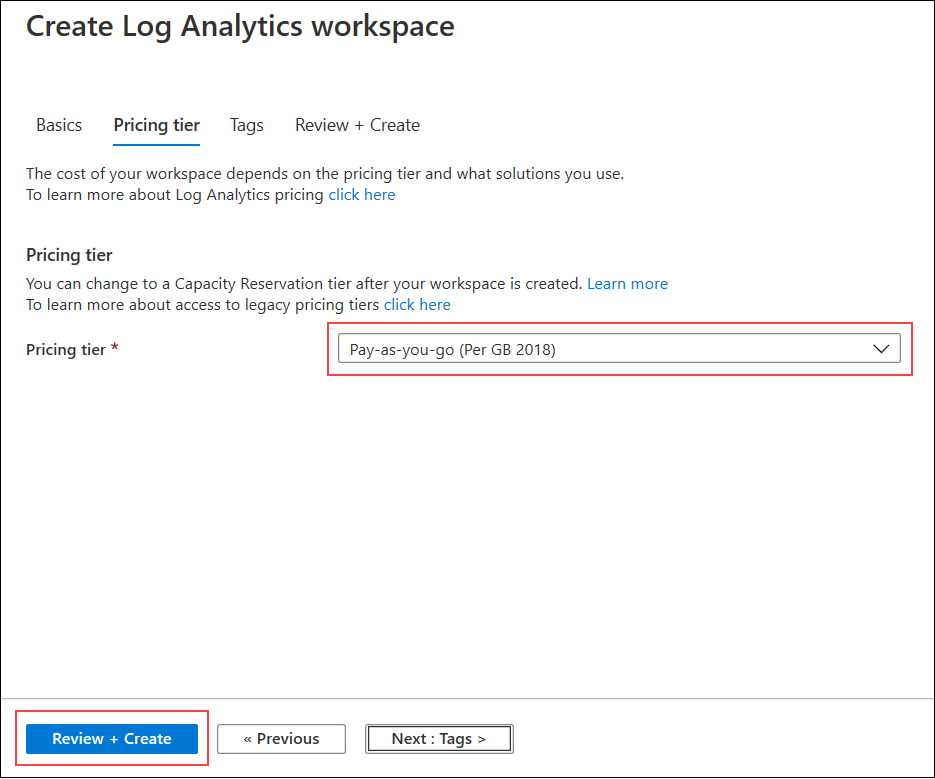 Create Log Analytics workspace
Basics Pricing tier Tags Review + Create
The cost of your workspace depends on the pricing tier and what solutions you use.
To learn more about Log Analytics pricing click here
Pricing tier
You can change to a Capacity Reservation tier after your workspace is created. Learn more
To learn more about access to legacy pricing tiers click here
Pricing tier * Pay-as-you-go (Per GB 2018)
Review + Create « Previous Next : Tags >